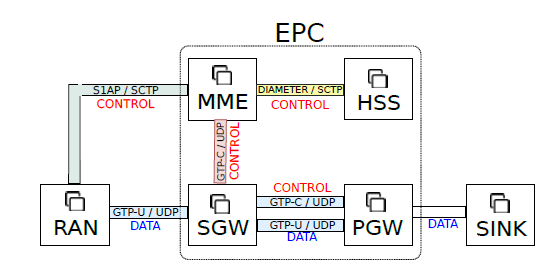 EPC
S1AP / SCTP
CONTROL
MME
DIAMETER / SCTP
CONTROL
HSS
GTP-C / UDP
CONTROL
RAN
GTP-U / UDP
DATA
SGW
CONTROL
GTP-C / UDP
GTP-U / UDP
DATA
PGW
DATA
SINK